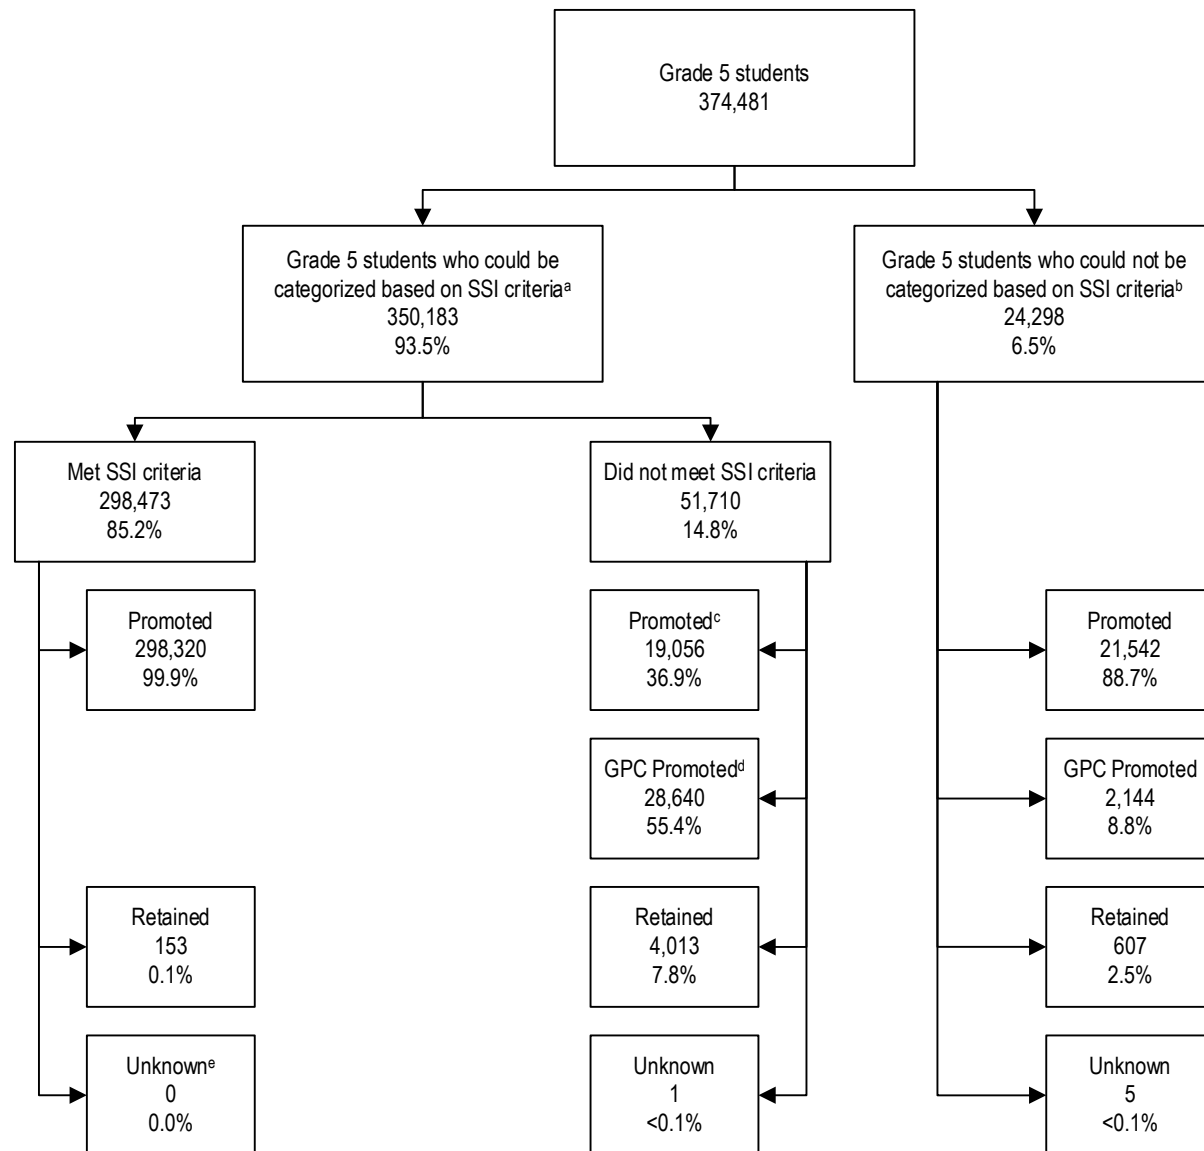 Grade 5 students
374,481
Grade 5 students who could be
categorized based on SSI criteriaᵃ
350,183
93.5%
Grade 5 students who could not be
categorized based on SSI criteriaᵇ
24,298
6.5%
Met SSI criteria
298,473
85.2%
Did not meet SSI criteria
51,710
14.8%
Promoted
298,320
99.9%
Promotedᶜ
19,056
36.9%
Promoted
21,542
88.7%
GPC Promotedᵈ
28,640
55.4%
GPC Promoted
2,144
8.8%
Retained
153
0.1%
Retained
4,013
7.8%
Retained
607
2.5%
Unknownᵉ
0
0.0%
Unknown
1
<0.1%
Unknown
5
<0.1%